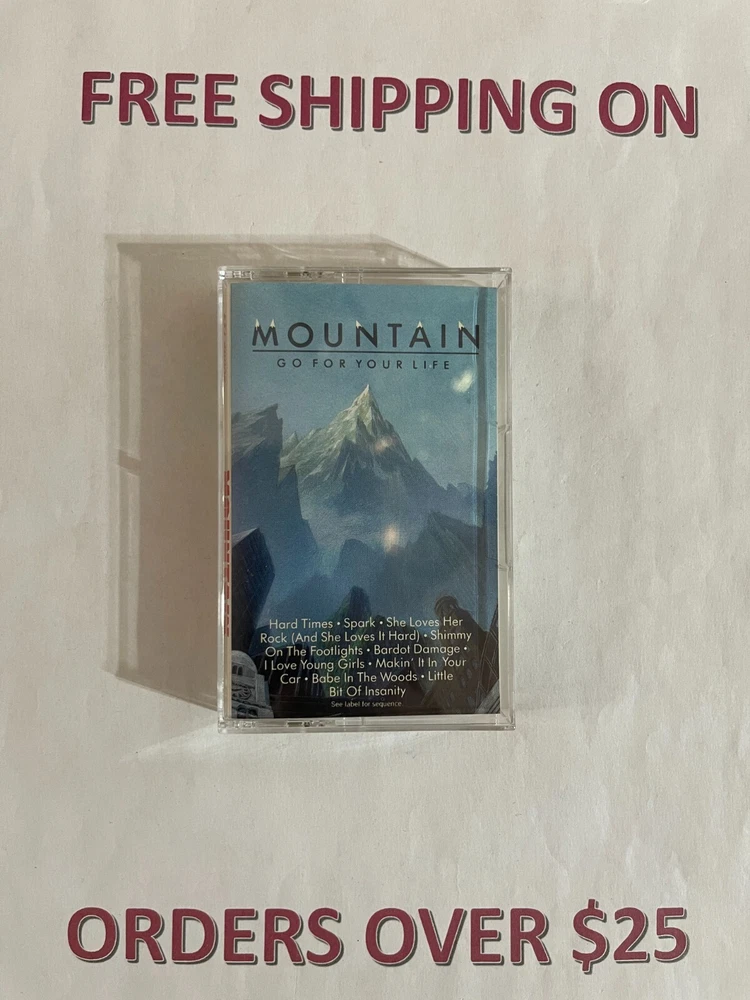 FREE SHIPPING ON
MOUNTAIN
GO FOR YOUR LIFE
Hard Times • Spark • She Loves Her
Rock (And She Loves It Hard) • Shimmy
On The Footlights • Bardot Damage •
I Love Young Girls • Makin' It In Your
Car • Babe In The Woods • Little
Bit Of Insanity
See label for sequence
ORDERS OVER $25